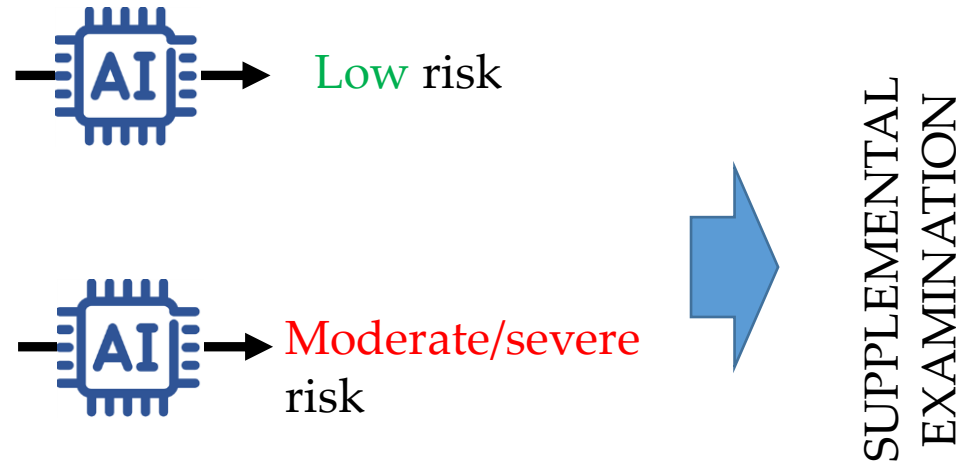 AI
Low risk
AI
Moderate/severe
risk
SUPPLEMENTAL
EXAMINATION